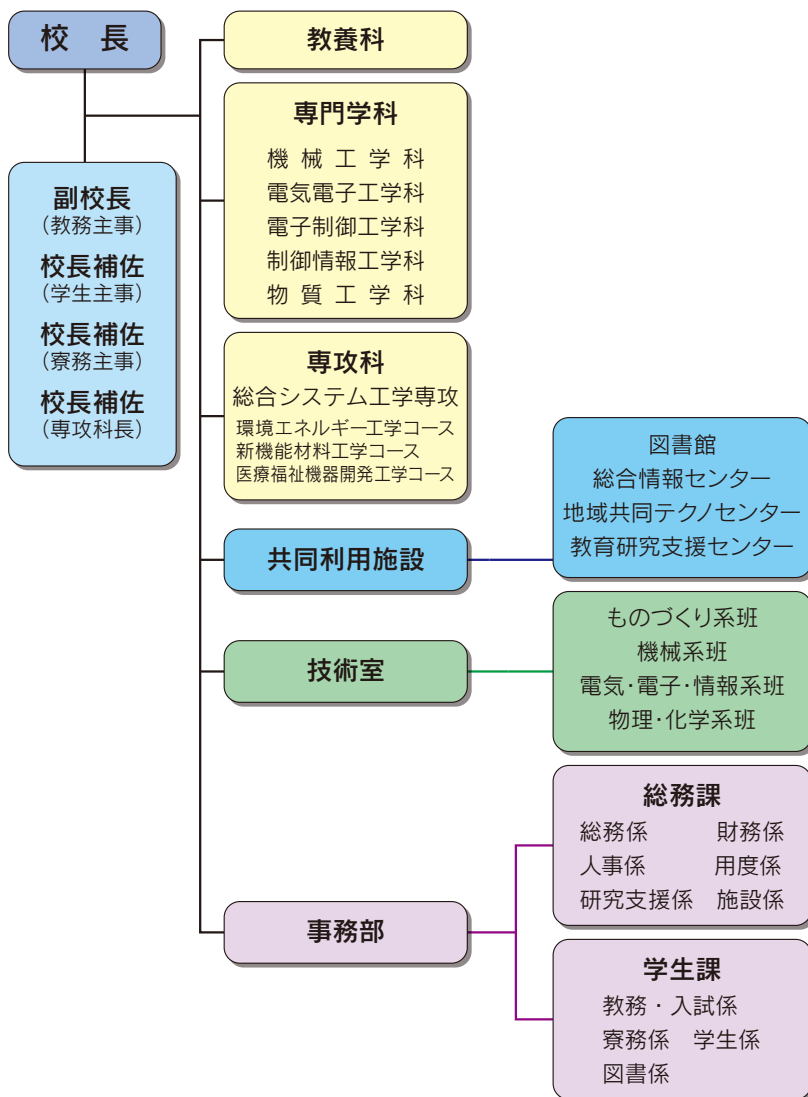 校　長
副校長
（教務主事）
校長補佐
（学生主事）
校長補佐
（寮務主事）
校長補佐
（専攻科長）
教養科
専門学科
機 械 工 学 科
電気電子工学科
電子制御工学科
制御情報工学科
物 質 工 学 科
専攻科
総合システム工学専攻
環境エネルギー工学コース
新機能材料工学コース
医療福祉機器開発工学コース
共同利用施設
図書館
総合情報センター
地域共同テクノセンター
教育研究支援センター
技術室
ものづくり系班
機械系班
電気・電子・情報系班
物理・化学系班
事務部
総務課
総務係　財務係
人事係　用度係
研究支援係　施設係
学生課
教務・入試係
寮務係　学生係
図書係